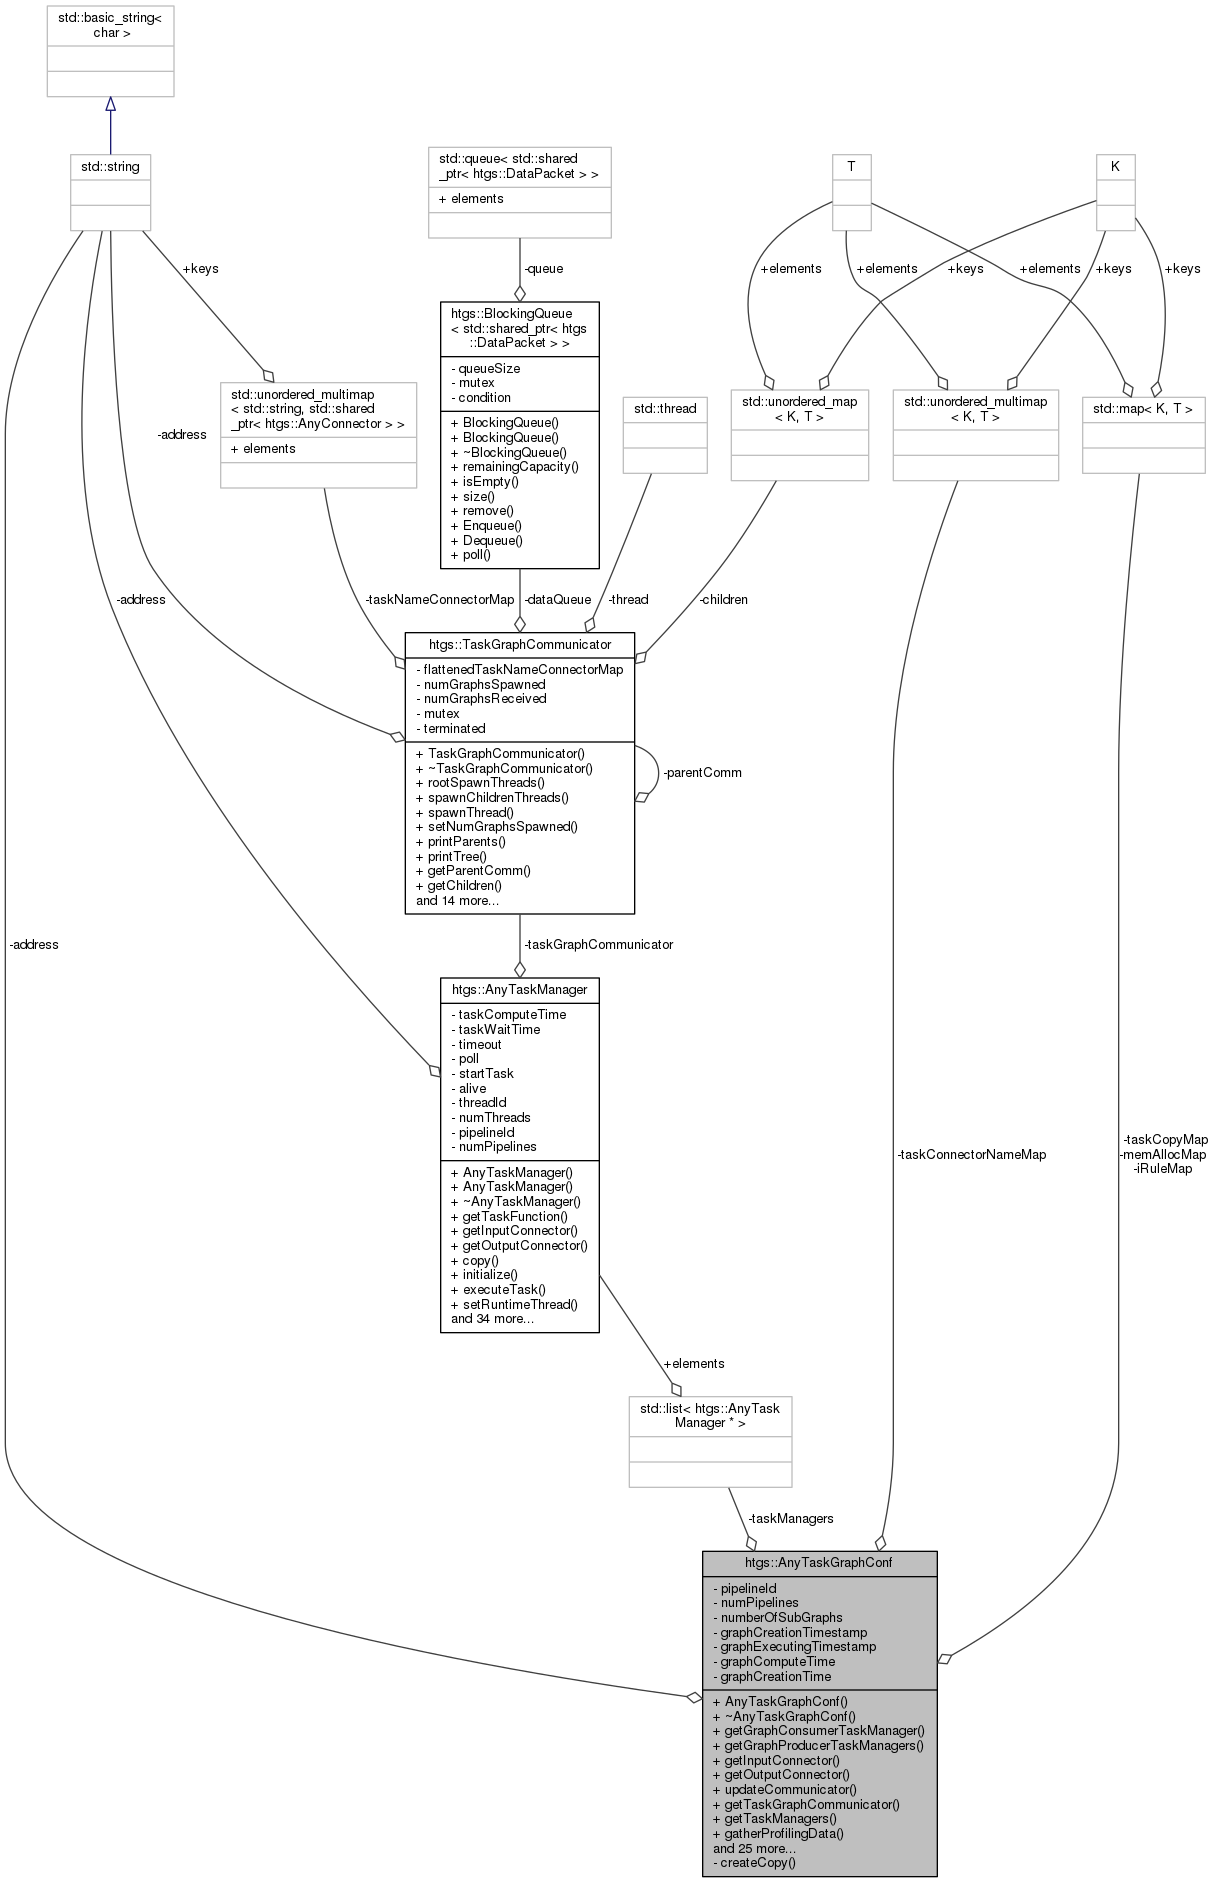 std::basic_string<
char >
std::string
std::queue< std::shared
_ptr< htgs::DataPacket > >
+ elements
T
K
+keys
-queue
+elements
+elements
+keys
+elements
+keys
+keys
htgs::BlockingQueue
< std::shared_ptr< htgs
::DataPacket > >
- queueSize
- mutex
- condition
+ BlockingQueue()
+ BlockingQueue()
+ ~BlockingQueue()
+ remainingCapacity()
+ isEmpty()
+ size()
+ remove()
+ Enqueue()
+ Dequeue()
+ poll()
std::unordered_multimap
< std::string, std::shared
_ptr< htgs::AnyConnector > >
+ elements
std::thread
std::unordered_map
< K, T >
std::unordered_multimap
< K, T >
std::map< K, T >
-address
-address
-taskNameConnectorMap
-dataQueue
-thread
-children
htgs::TaskGraphCommunicator
- flattenedTaskNameConnectorMap
- numGraphsSpawned
- numGraphsReceived
- mutex
- terminated
+ TaskGraphCommunicator()
+ ~TaskGraphCommunicator()
+ rootSpawnThreads()
+ spawnChildrenThreads()
+ spawnThread()
+ setNumGraphsSpawned()
+ printParents()
+ printTree()
+ getParentComm()
+ getChildren()
and 14 more...
-parentComm
-address
-taskGraphCommunicator
htgs::AnyTaskManager
- taskComputeTime
- taskWaitTime
- timeout
- poll
- startTask
- alive
- threadId
- numThreads
- pipelineId
- numPipelines
+ AnyTaskManager()
+ AnyTaskManager()
+ ~AnyTaskManager()
+ getTaskFunction()
+ getInputConnector()
+ getOutputConnector()
+ copy()
+ initialize()
+ executeTask()
+ setRuntimeThread()
and 34 more...
-taskConnectorNameMap
-taskCopyMap
-memAllocMap
-iRuleMap
+elements
std::list< htgs::AnyTask
Manager * >
-taskManagers
htgs::AnyTaskGraphConf
- pipelineId
- numPipelines
- numberOfSubGraphs
- graphCreationTimestamp
- graphExecutingTimestamp
- graphComputeTime
- graphCreationTime
+ AnyTaskGraphConf()
+ ~AnyTaskGraphConf()
+ getGraphConsumerTaskManager()
+ getGraphProducerTaskManagers()
+ getInputConnector()
+ getOutputConnector()
+ updateCommunicator()
+ getTaskGraphCommunicator()
+ getTaskManagers()
+ gatherProfilingData()
and 25 more...
- createCopy()